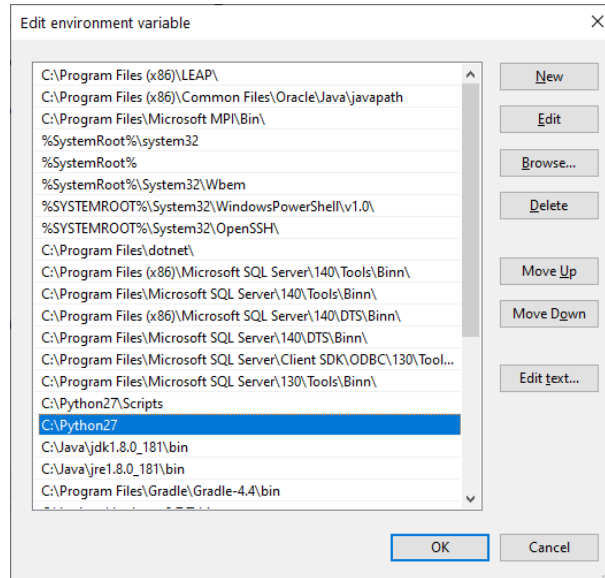 Edit environment variable
C:\Program Files (x86)\LEAP\
C:\Program Files (x86)\Common Files\Oracle\Java\javapath
C:\Program Files\Microsoft MPI\Bin\
%SystemRoot%\system32
%SystemRoot%
%SystemRoot%\System32\Wbem
%SYSTEMROOT%\System32\WindowsPowerShell\v1.0\
%SYSTEMROOT%\System32\OpenSSH\
C:\Program Files\dotnet\
C:\Program Files (x86)\Microsoft SQL Server\140\Tools\Binn\
C:\Program Files\Microsoft SQL Server\140\Tools\Binn\
C:\Program Files (x86)\Microsoft SQL Server\140\DTS\Binn\
C:\Program Files\Microsoft SQL Server\140\DTS\Binn\
C:\Program Files\Microsoft SQL Server\Client SDK\ODBC\130\Tool...
C:\Program Files\Microsoft SQL Server\130\Tools\Binn\
C:\Python27\Scripts
C:\Python27
C:\Java\jdk1.8.0_181\bin
C:\Java\jre1.8.0_181\bin
C:\Program Files\Gradle\Gradle-4.4\bin
New
Edit
Browse...
Delete
Move Up
Move Down
Edit text...
OK
Cancel